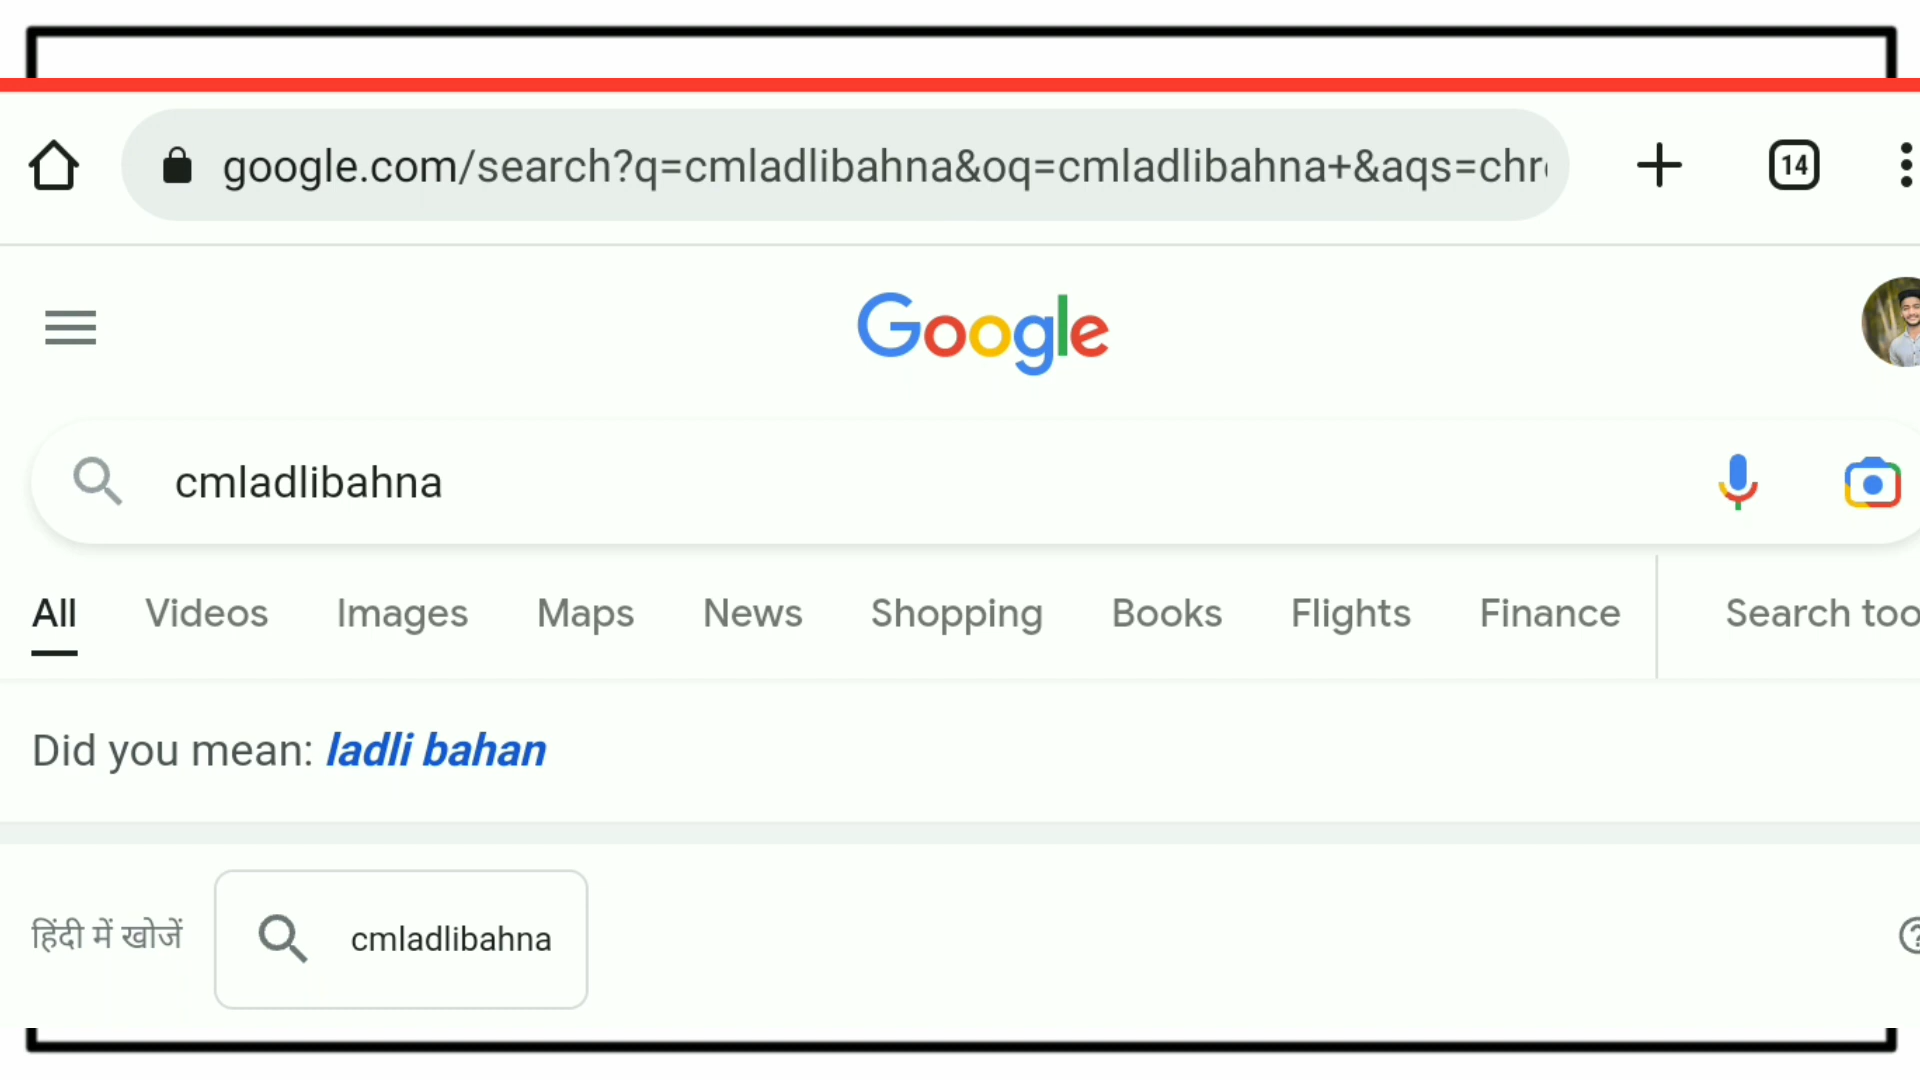 google.com/search?q=cmladlibahna&oq=cmladlibahna+&aqs=chr
14
Google
cmladlibahna
All Videos Images Maps News Shopping Books Flights Finance Search too
Did you mean: ladli bahan
हिंदी में खोजें cmladlibahna